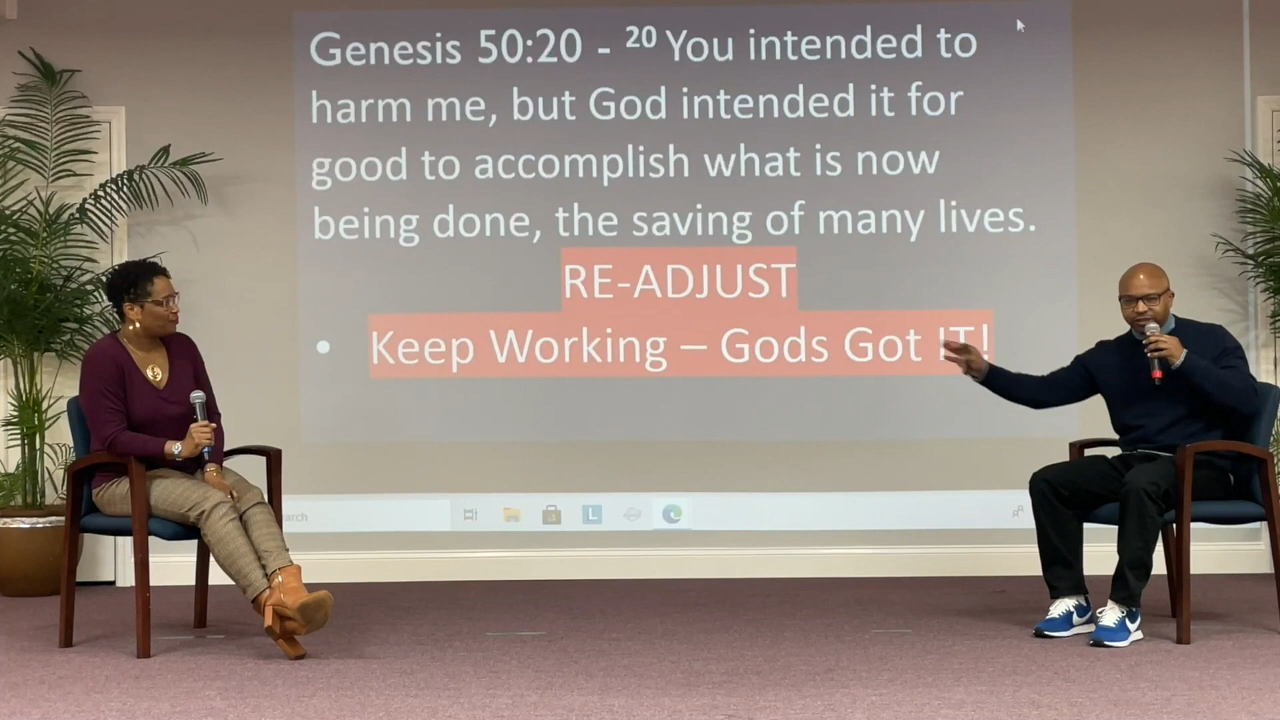 Genesis 50:20 - 20 You intended to
harm me, but God intended it for
good to accomplish what is now
being done, the saving of many lives.
RE-ADJUST
• Keep Working – Gods Got IT!
arch
L